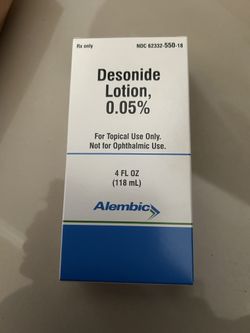 Rx only NDC 62332-550-18
Desonide
Lotion,
0.05%
For Topical Use Only.
Not for Ophthalmic Use.
4 FL OZ
(118 mL)
Alembic